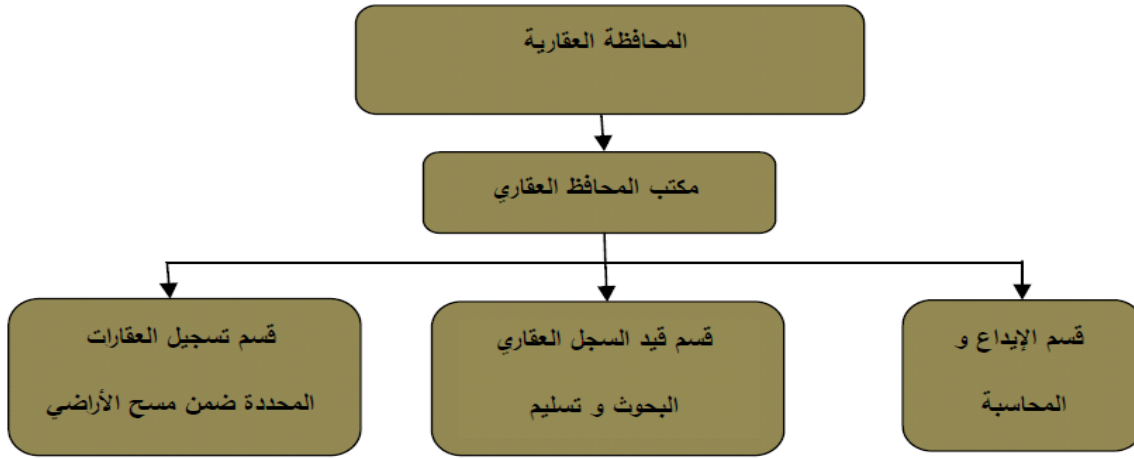 المحافظة العقارية
مكتب المحافظ العقاري
قسم الإيداع و
المحاسبة
قسم قيد السجل العقاري
البحوث و تسليم
قسم تسجيل العقارات
المحددة ضمن مسح الأراضي